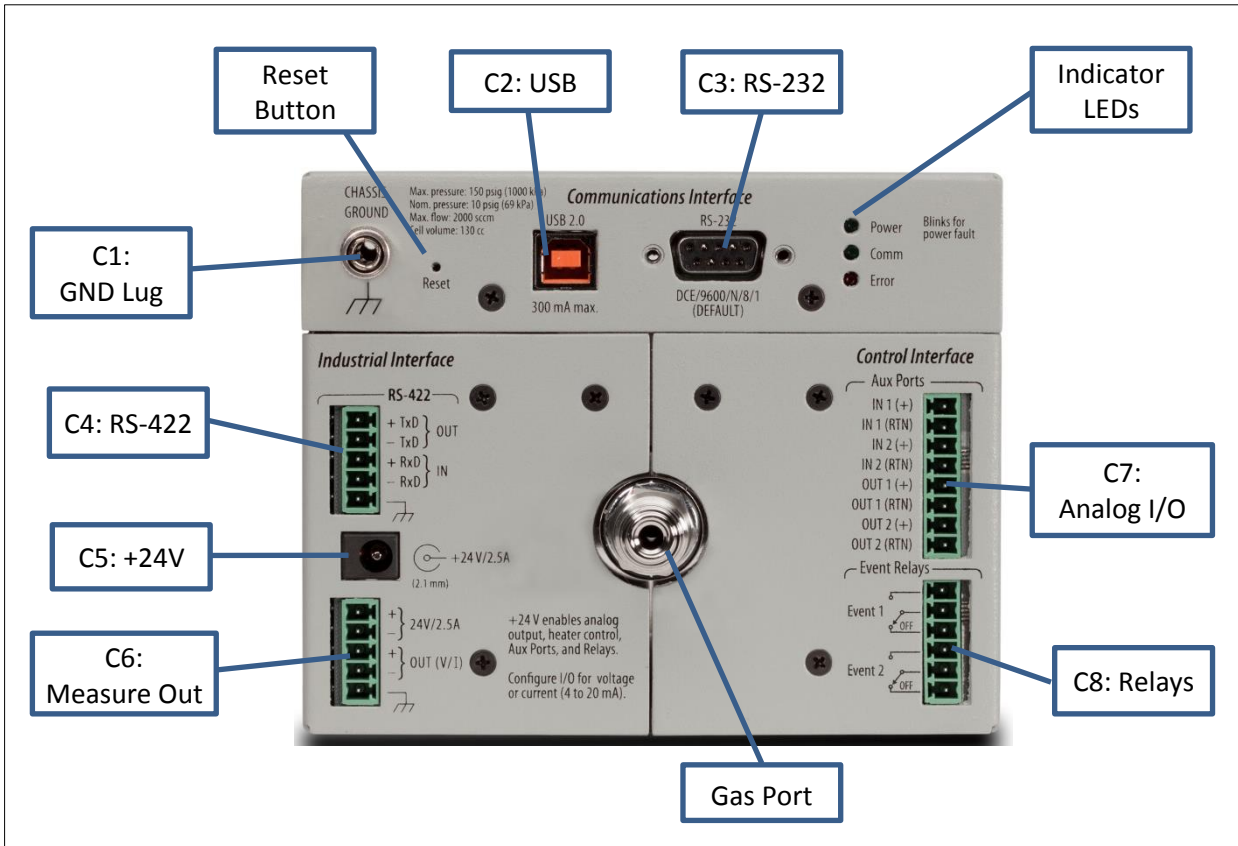 Reset
Button
C2: USB
C3: RS-232
Indicator
LEDs
C1:
GND Lug
C4: RS-422
C5: +24V
C6:
Measure Out
C7:
Analog I/O
C8: Relays
Gas Port
CHASSIS
GROUND
Max. pressure: 150 psig (1000 kPa)
Nom. pressure: 10 psig (69 kPa)
Max. flow: 2000 sccm
Cell volume: 130 cc
Reset
Communications Interface
USB 2.0
300 mA max.
RS-23
DCE/9600/N/8/1
(DEFAULT)
Power
Comm
Error
Blinks for
power fault
Industrial Interface
RS-422
+ TxD
– TxD
OUT
+ RxD
– RxD
IN
+24 V/2.5A
(2.1 mm)
+
–
24V/2.5A
+
–
OUT (V/I)
+24 V enables analog
output, heater control,
Aux Ports, and Relays.
Configure I/O for voltage
or current (4 to 20 mA).
Control Interface
Aux Ports
IN 1 (+)
IN 1 (RTN)
IN 2 (+)
IN 2 (RTN)
OUT 1 (+)
OUT 1 (RTN)
OUT 2 (+)
OUT 2 (RTN)
Event Relays
Event 1
OFF
Event 2
OFF